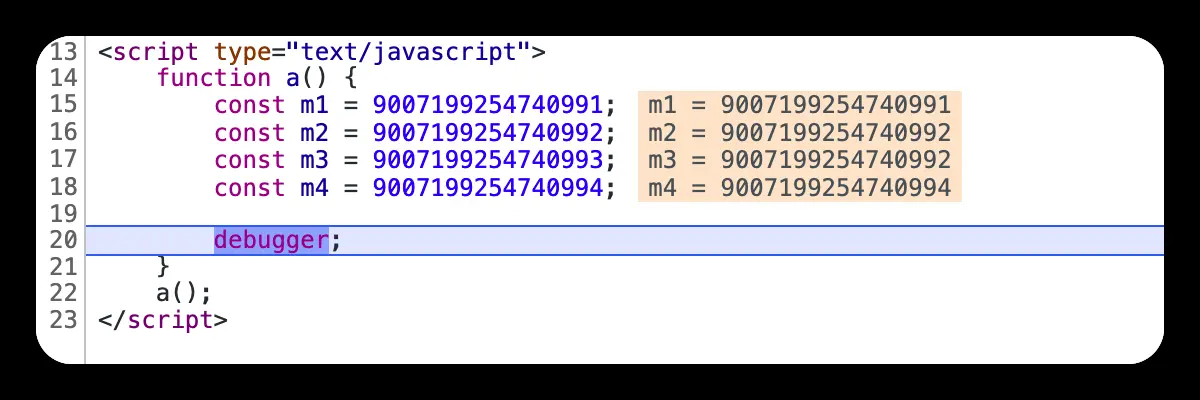 13 <script type="text/javascript">
14 function a() {
15 const m1 = 9007199254740991; m1 = 9007199254740991
16 const m2 = 9007199254740992; m2 = 9007199254740992
17 const m3 = 9007199254740993; m3 = 9007199254740992
18 const m4 = 9007199254740994; m4 = 9007199254740994
19
20 debugger;
21 }
22 a();
23 </script>